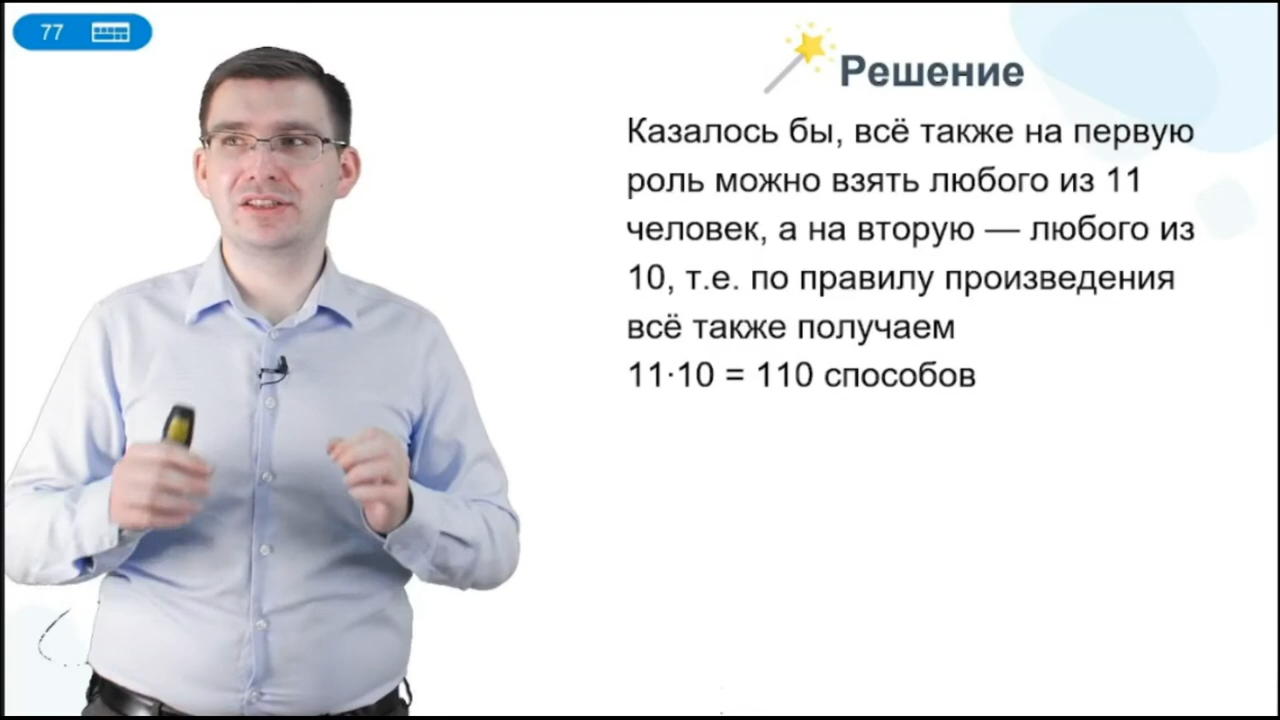 77
Решение
Казалось бы, всё также на первую
роль можно взять любого из 11
человек, а на вторую — любого из
10, т.е. по правилу произведения
всё также получаем
11·10 = 110 способов